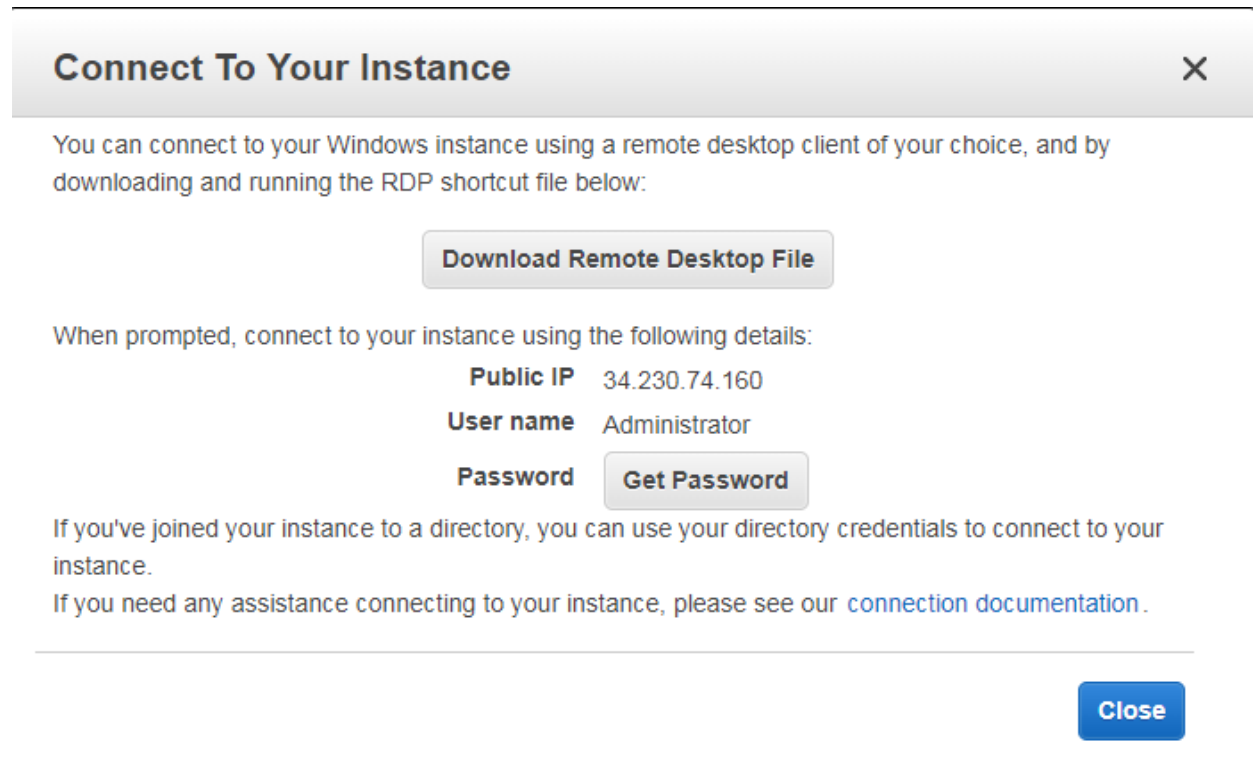 Connect To Your Instance
You can connect to your Windows instance using a remote desktop client of your choice, and by
downloading and running the RDP shortcut file below:
Download Remote Desktop File
When prompted, connect to your instance using the following details:
Public IP 34.230.74.160
User name Administrator
Password Get Password
If you've joined your instance to a directory, you can use your directory credentials to connect to your
instance.
If you need any assistance connecting to your instance, please see our connection documentation.
Close